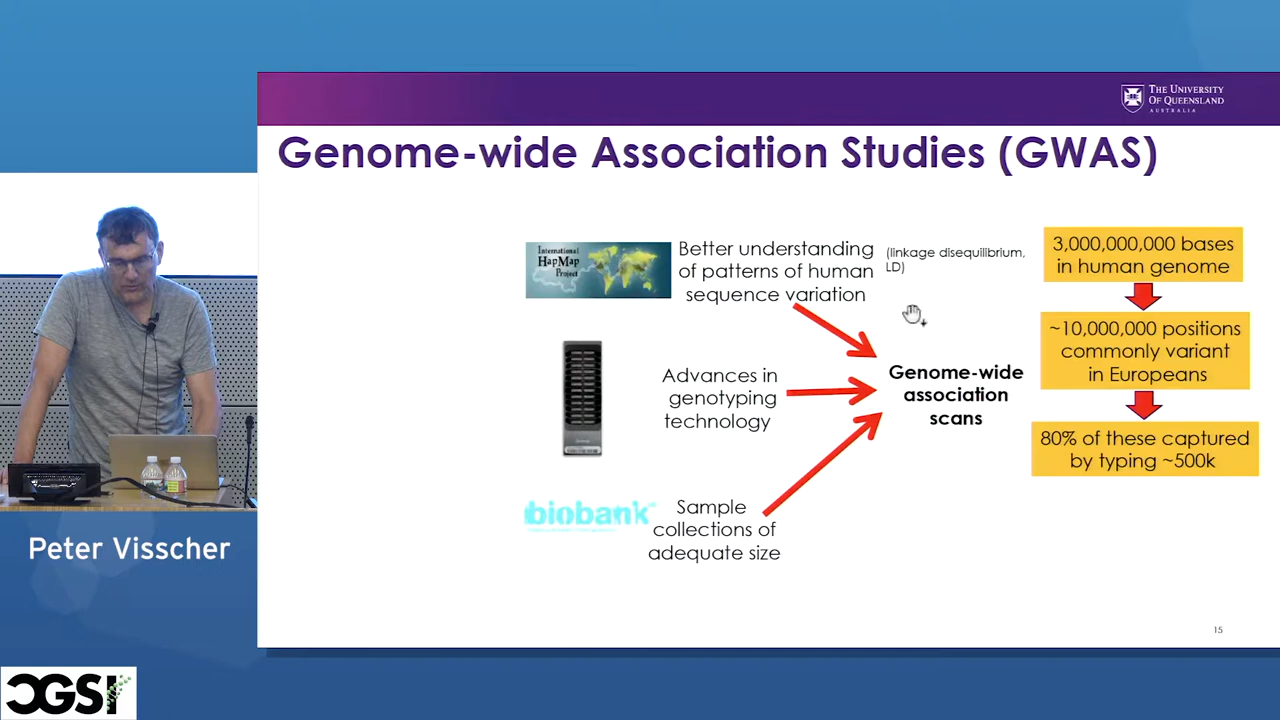 THE UNIVERSITY
OF QUEENSLAND
AUSTRALIA
Genome-wide Association Studies (GWAS)
International
HapMap
Project
Better understanding
of patterns of human
sequence variation
(linkage disequilibrium,
LD)
3,000,000,000 bases
in human genome
~10,000,000 positions
commonly variant
in Europeans
80% of these captured
by typing ~500k
Advances in
genotyping
technology
Genome-wide
association
scans
biobank
Sample
collections of
adequate size
15
Peter Visscher
CGSI